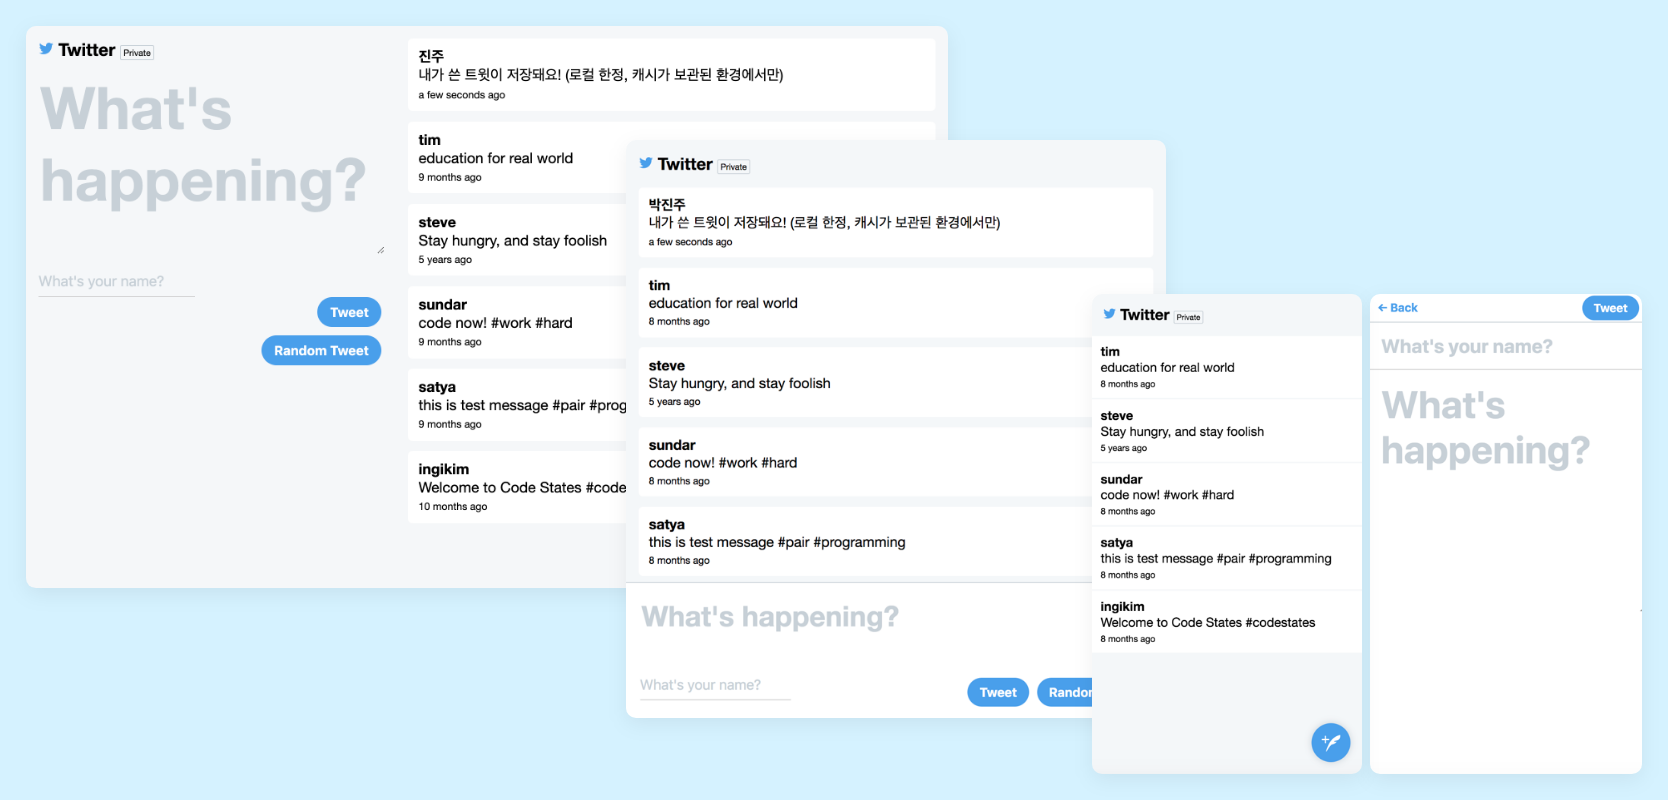 Twitter Private
What's
happening?
What's your name?
Tweet
Random Tweet
진주
내가 쓴 트윗이 저장돼요! (로컬 한정, 캐시가 보관된 환경에서만)
a few seconds ago
tim
education for real world
9 months ago
steve
Stay hungry, and stay foolish
5 years ago
sundar
code now! #work #hard
9 months ago
satya
this is test message #pair #prog
9 months ago
ingikim
Welcome to Code States #code
10 months ago
Twitter Private
박진주
내가 쓴 트윗이 저장돼요! (로컬 한정, 캐시가 보관된 환경에서만)
a few seconds ago
tim
education for real world
8 months ago
steve
Stay hungry, and stay foolish
5 years ago
sundar
code now! #work #hard
8 months ago
satya
this is test message #pair #programming
8 months ago
What's happening?
What's your name?
Tweet
Randor
Twitter Private
tim
education for real world
8 months ago
steve
Stay hungry, and stay foolish
5 years ago
sundar
code now! #work #hard
8 months ago
satya
this is test message #pair #programming
8 months ago
ingikim
Welcome to Code States #codestates
8 months ago
← Back
Tweet
What's your name?
What's
happening?